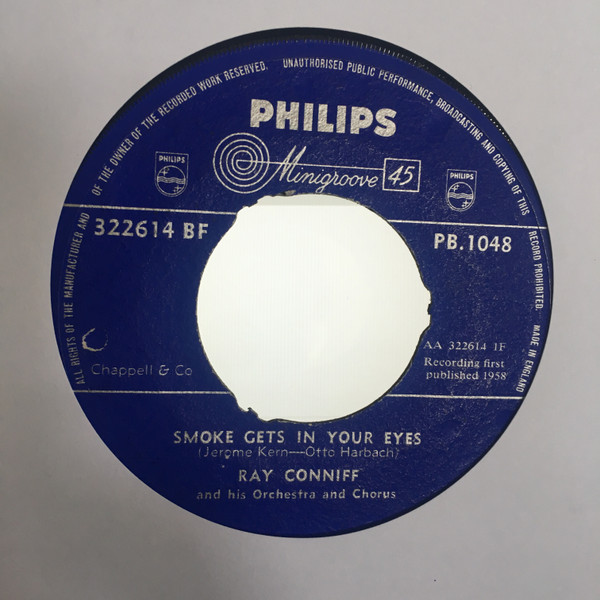 ALL RIGHTS OF THE MANUFACTURER AND OF THE OWNER OF THE RECORDED WORK RESERVED. UNAUTHORISED PUBLIC PERFORMANCE, BROADCASTING AND COPYING OF THIS RECORD PROHIBITED. MADE IN ENGLAND
PHILIPS
Minigroove 45
PHILIPS
PHILIPS
322614 BF
PB.1048
AA 322614 1F
Recording first
published 1958
Chappell & Co
SMOKE GETS IN YOUR EYES
(Jerome Kern—Otto Harbach)
RAY CONNIFF
and his Orchestra and Chorus